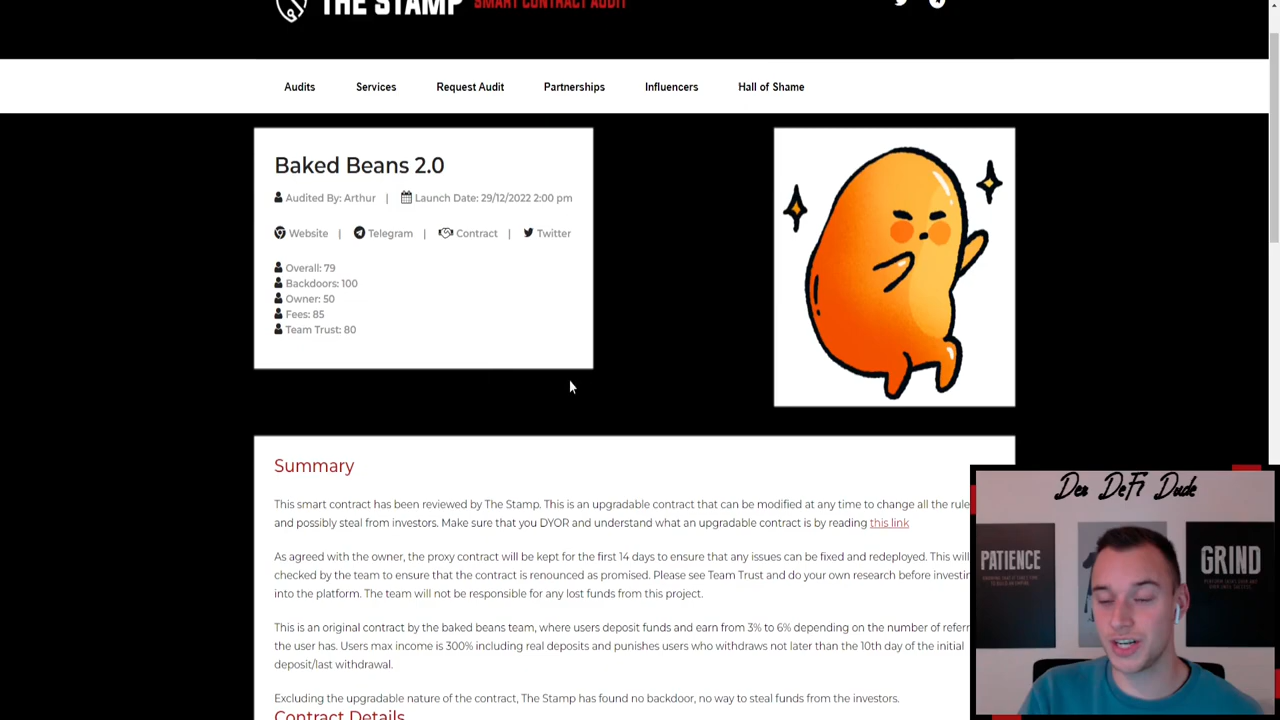 THE STAMP SMART CONTRACT AUDIT
Audits Services Request Audit Partnerships Influencers Hall of Shame
Baked Beans 2.0
Audited By: Arthur | Launch Date: 29/12/2022 2:00 pm
Website | Telegram | Contract | Twitter
Overall: 79
Backdoors: 100
Owner: 50
Fees: 85
Team Trust: 80
Summary
This smart contract has been reviewed by The Stamp. This is an upgradable contract that can be modified at any time to change all the rule
and possibly steal from investors. Make sure that you DYOR and understand what an upgradable contract is by reading this link
As agreed with the owner, the proxy contract will be kept for the first 14 days to ensure that any issues can be fixed and redeployed. This will
checked by the team to ensure that the contract is renounced as promised. Please see Team Trust and do your own research before investin
into the platform. The team will not be responsible for any lost funds from this project.
This is an original contract by the baked beans team, where users deposit funds and earn from 3% to 6% depending on the number of referr
the user has. Users max income is 300% including real deposits and punishes users who withdraws not later than the 10th day of the initial
deposit/last withdrawal.
Excluding the upgradable nature of the contract, The Stamp has found no backdoor, no way to steal funds from the investors.
Contract Details
Dex DeFi Dude
PATIENCE
GRIND